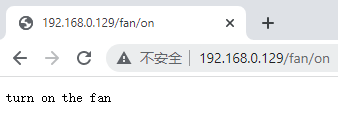 192.168.0.129/fan/on
不安全 192.168.0.129/fan/on
turn on the fan